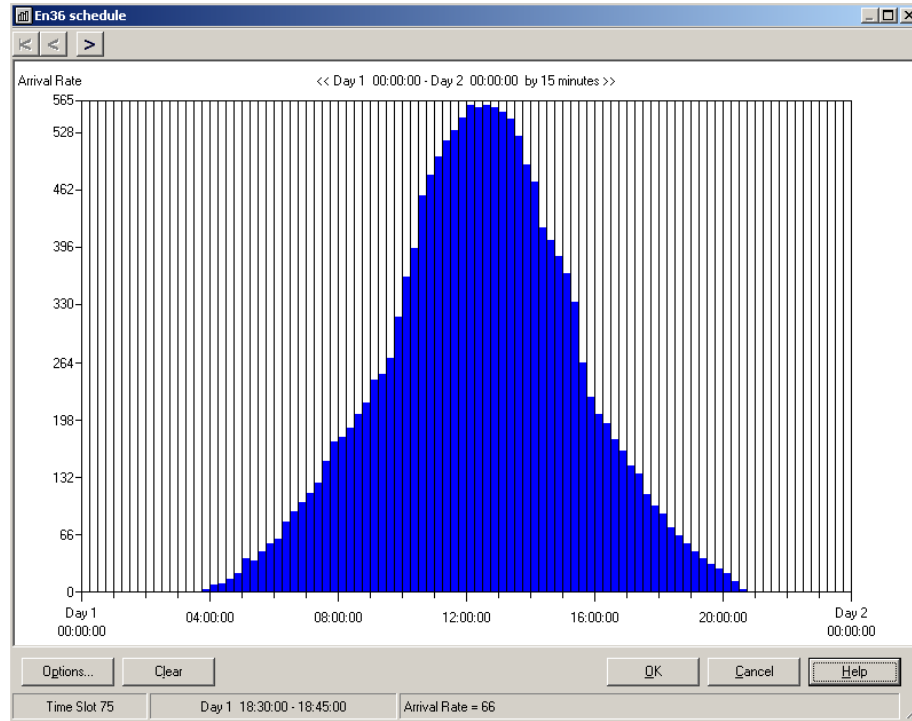 En36 schedule
Arrival Rate
<< Day 1 00:00:00 - Day 2 00:00:00 by 15 minutes >>
565
528
462
396
330
264
198
132
66
0
Day 1 00:00:00
04:00:00
08:00:00
12:00:00
16:00:00
20:00:00
Day 2 00:00:00
Options...
Clear
OK
Cancel
Help
Time Slot 75
Day 1 18:30:00 - 18:45:00
Arrival Rate = 66